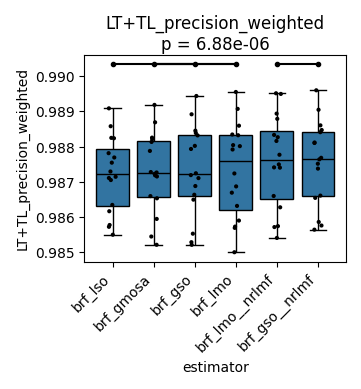 LT+TL_precision_weighted
p = 6.88e-06
LT+TL_precision_weighted
0.990
0.989
0.988
0.987
0.986
0.985
brf_lso
brf_gmosa
brf_gso
brf_lmo
brf_lmo__nrlmf
brf_gso__nrlmf
estimator